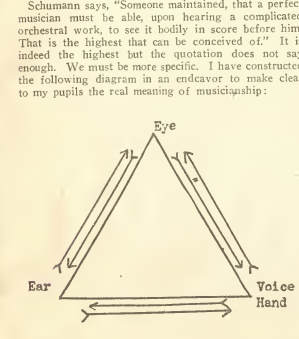 Schumann says, "Someone maintained, that a perfect
musician must be able, upon hearing a complicated
orchestral work, to see it bodily in score before him.
That is the highest that can be conceived of." It is
indeed the highest but the quotation does not say
enough. We must be more specific. I have constructed
the following diagram in an endeavor to make clear
to my pupils the real meaning of musicianship:
Eye
Ear
Voice
Hand